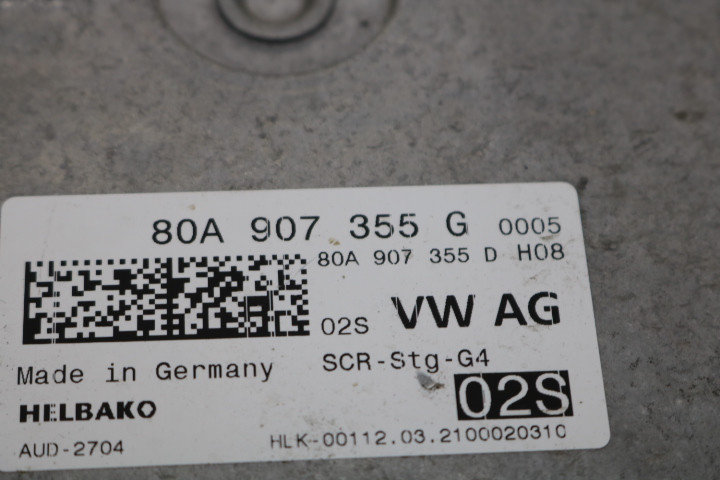 80A 907 355 G 0005
80A 907 355 D H08
02S VW AG
Made in Germany SCR-Stg-G4
HELBAKO 02S
AUD-2704 HLK-00112.03.2100020310